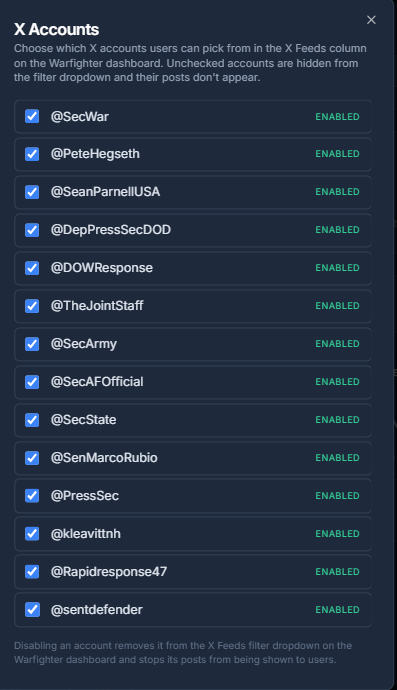 X Accounts
Choose which X accounts users can pick from in the X Feeds column
on the Warfighter dashboard. Unchecked accounts are hidden from
the filter dropdown and their posts don't appear.
@SecWar ENABLED
@PeteHegseth ENABLED
@SeanParnellUSA ENABLED
@DepPressSecDOD ENABLED
@DOWResponse ENABLED
@TheJointStaff ENABLED
@SecArmy ENABLED
@SecAFOfficial ENABLED
@SecState ENABLED
@SenMarcoRubio ENABLED
@PressSec ENABLED
@kleavittnh ENABLED
@Rapidresponse47 ENABLED
@sentdefender ENABLED
Disabling an account removes it from the X Feeds filter dropdown on the
Warfighter dashboard and stops its posts from being shown to users.